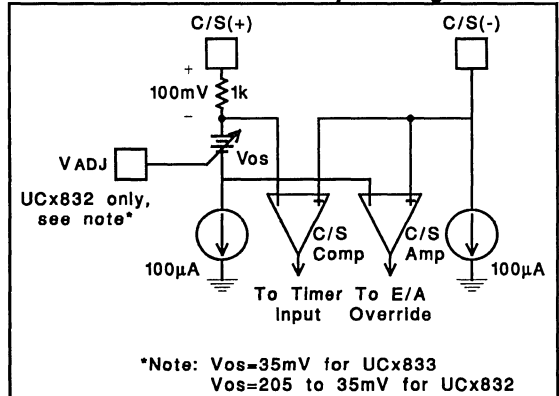 C/S(+)
C/S(-)
+
100mV
1k
-
VADJ
Vos
UCx832 only,
see note*
- +
- +
C/S
Comp
C/S
Amp
100µA
100µA
To Timer
Input
To E/A
Override
*Note: Vos=35mV for UCx833
Vos=205 to 35mV for UCx832